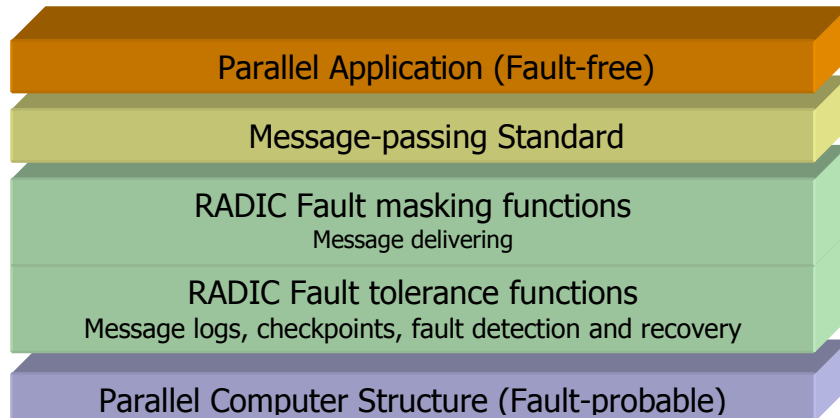 Parallel Application (Fault-free)
Message-passing Standard
RADIC Fault masking functions
Message delivering
RADIC Fault tolerance functions
Message logs, checkpoints, fault detection and recovery
Parallel Computer Structure (Fault-probable)